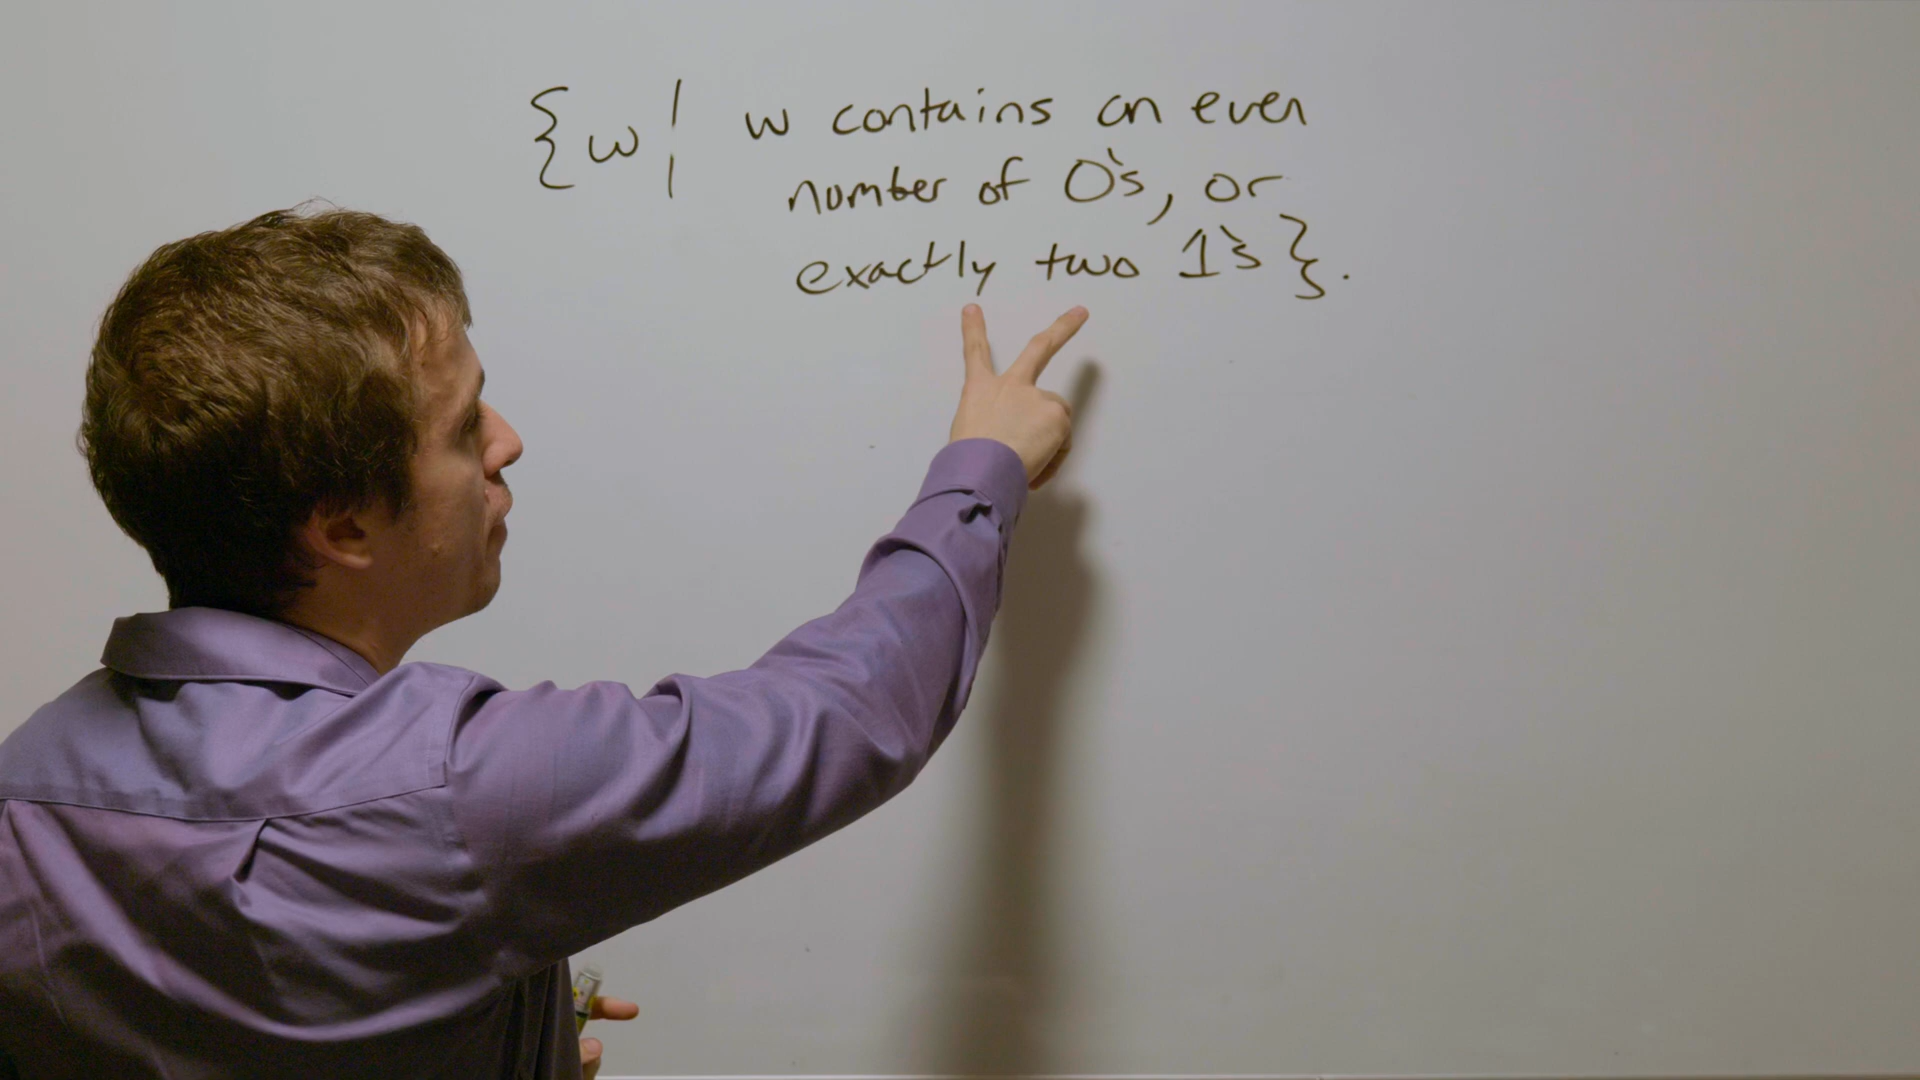 {w| w contains an even
number of 0's, or
exactly two 1's}.